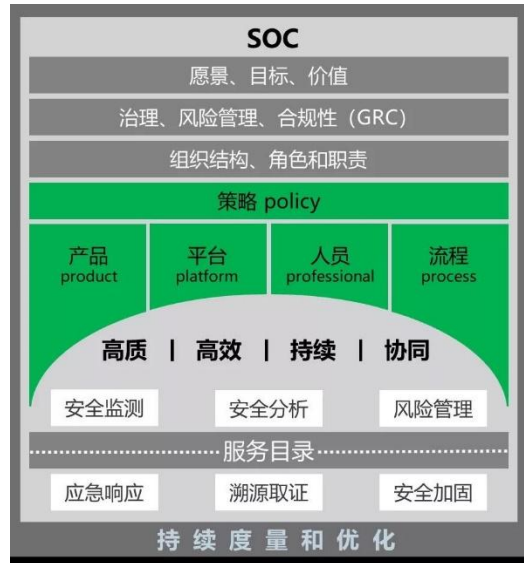 SOC
愿景、目标、价值
治理、风险管理、合规性（GRC）
组织结构、角色和职责
策略 policy
产品 平台 人员 流程
product platform professional process
高质 | 高效 | 持续 | 协同
安全监测 安全分析 风险管理
服务目录
应急响应 溯源取证 安全加固
持续度量和优化